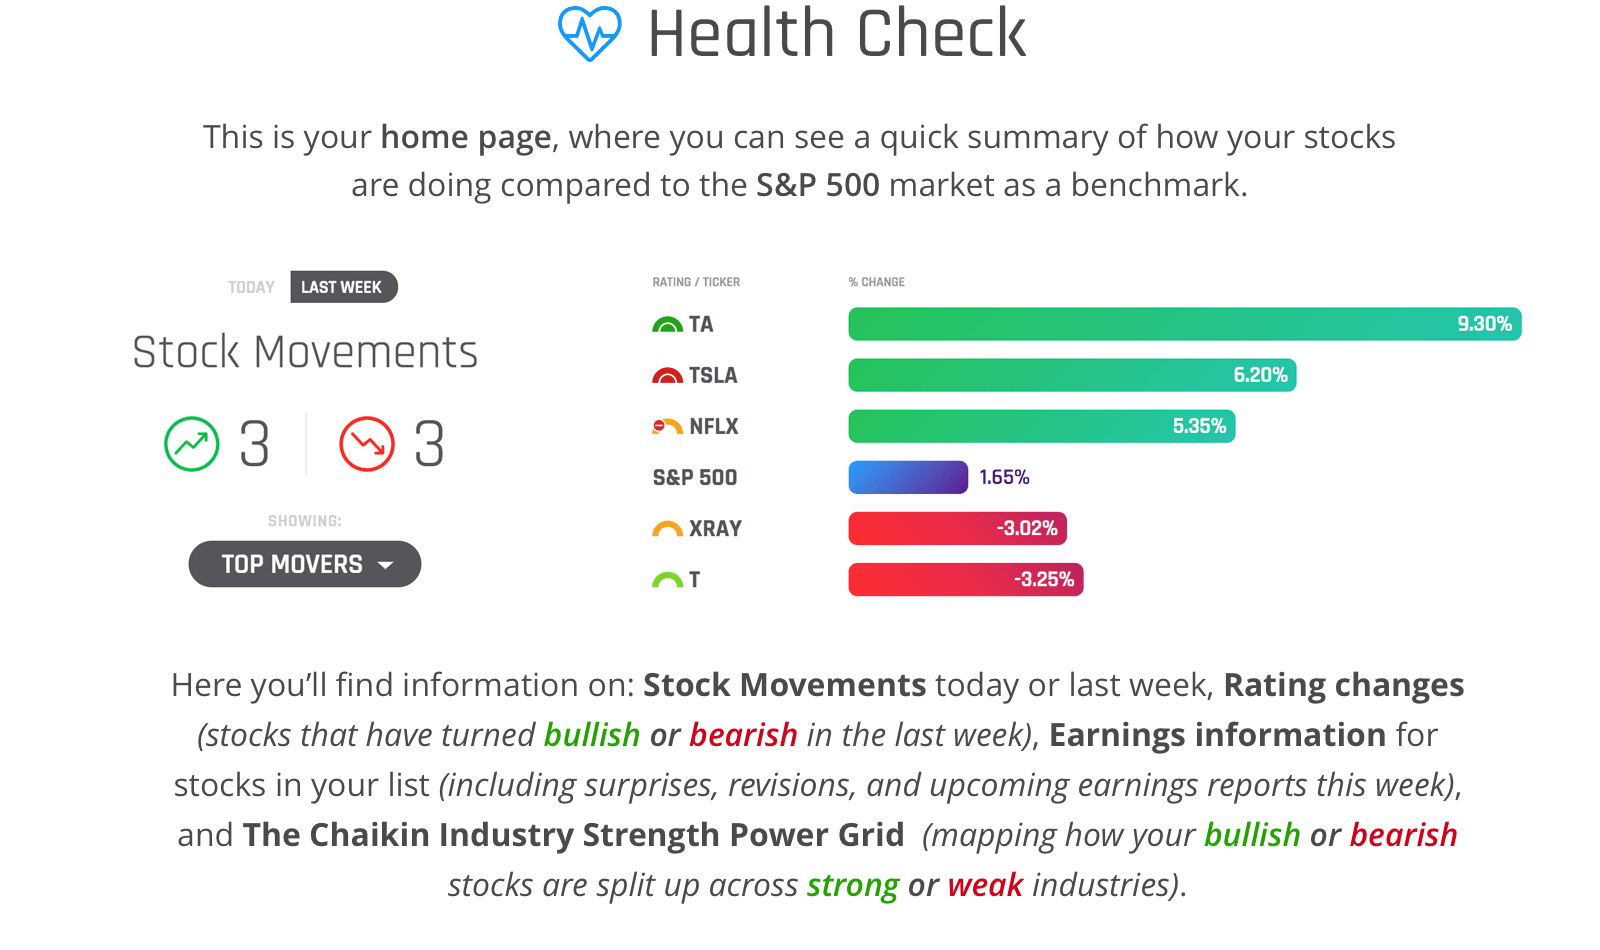 Health Check
This is your home page, where you can see a quick summary of how your stocks
are doing compared to the S&P 500 market as a benchmark.
TODAY LAST WEEK
Stock Movements
3 3
SHOWING:
TOP MOVERS
RATING / TICKER % CHANGE
TA 9.30%
TSLA 6.20%
NFLX 5.35%
S&P 500 1.65%
XRAY -3.02%
T -3.25%
Here you’ll find information on: Stock Movements today or last week, Rating changes
(stocks that have turned bullish or bearish in the last week), Earnings information for
stocks in your list (including surprises, revisions, and upcoming earnings reports this week),
and The Chaikin Industry Strength Power Grid (mapping how your bullish or bearish
stocks are split up across strong or weak industries).